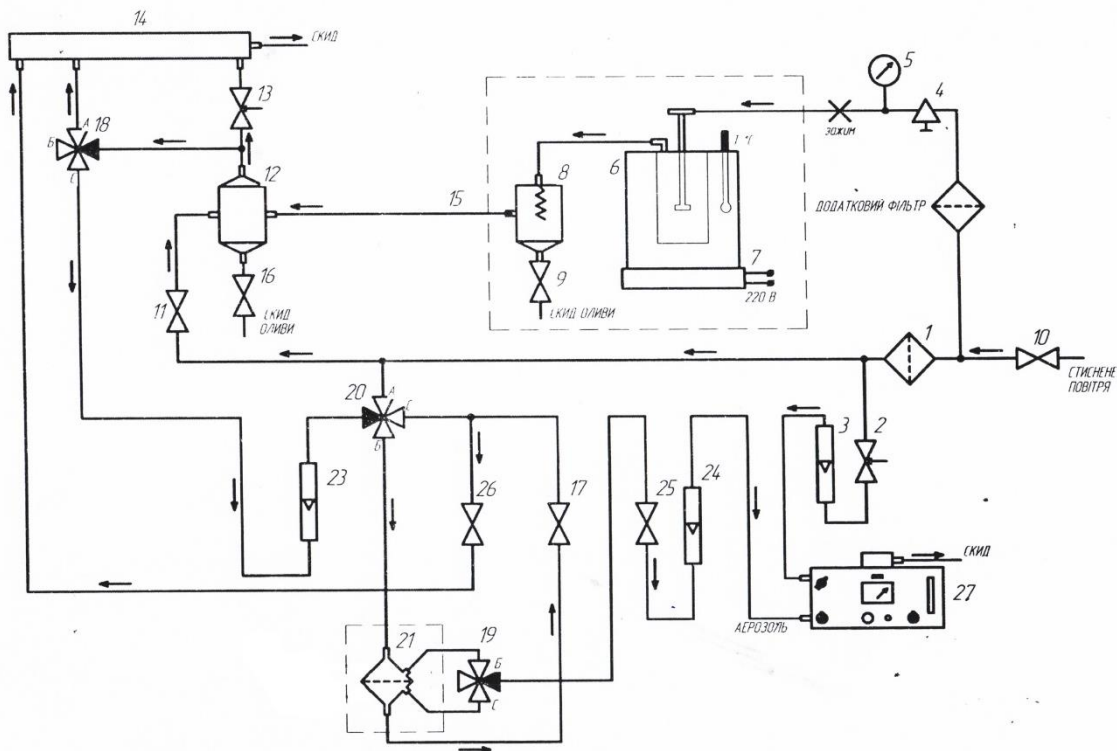 14
СКИД
5
4
13
ЗАЖИМ
А
18
Б
С
Т °С
6
8
12
ДОДАТКОВИЙ ФІЛЬТР
15
7
16
9
220 В
11
СКИД ОЛИВИ
СКИД
ОЛИВИ
1
10
СТИСНЕНЕ
ПОВІТРЯ
20
А
С
Б
3
2
23
24
26
17
25
СКИД
27
АЕРОЗОЛЬ
21
19
Б
С